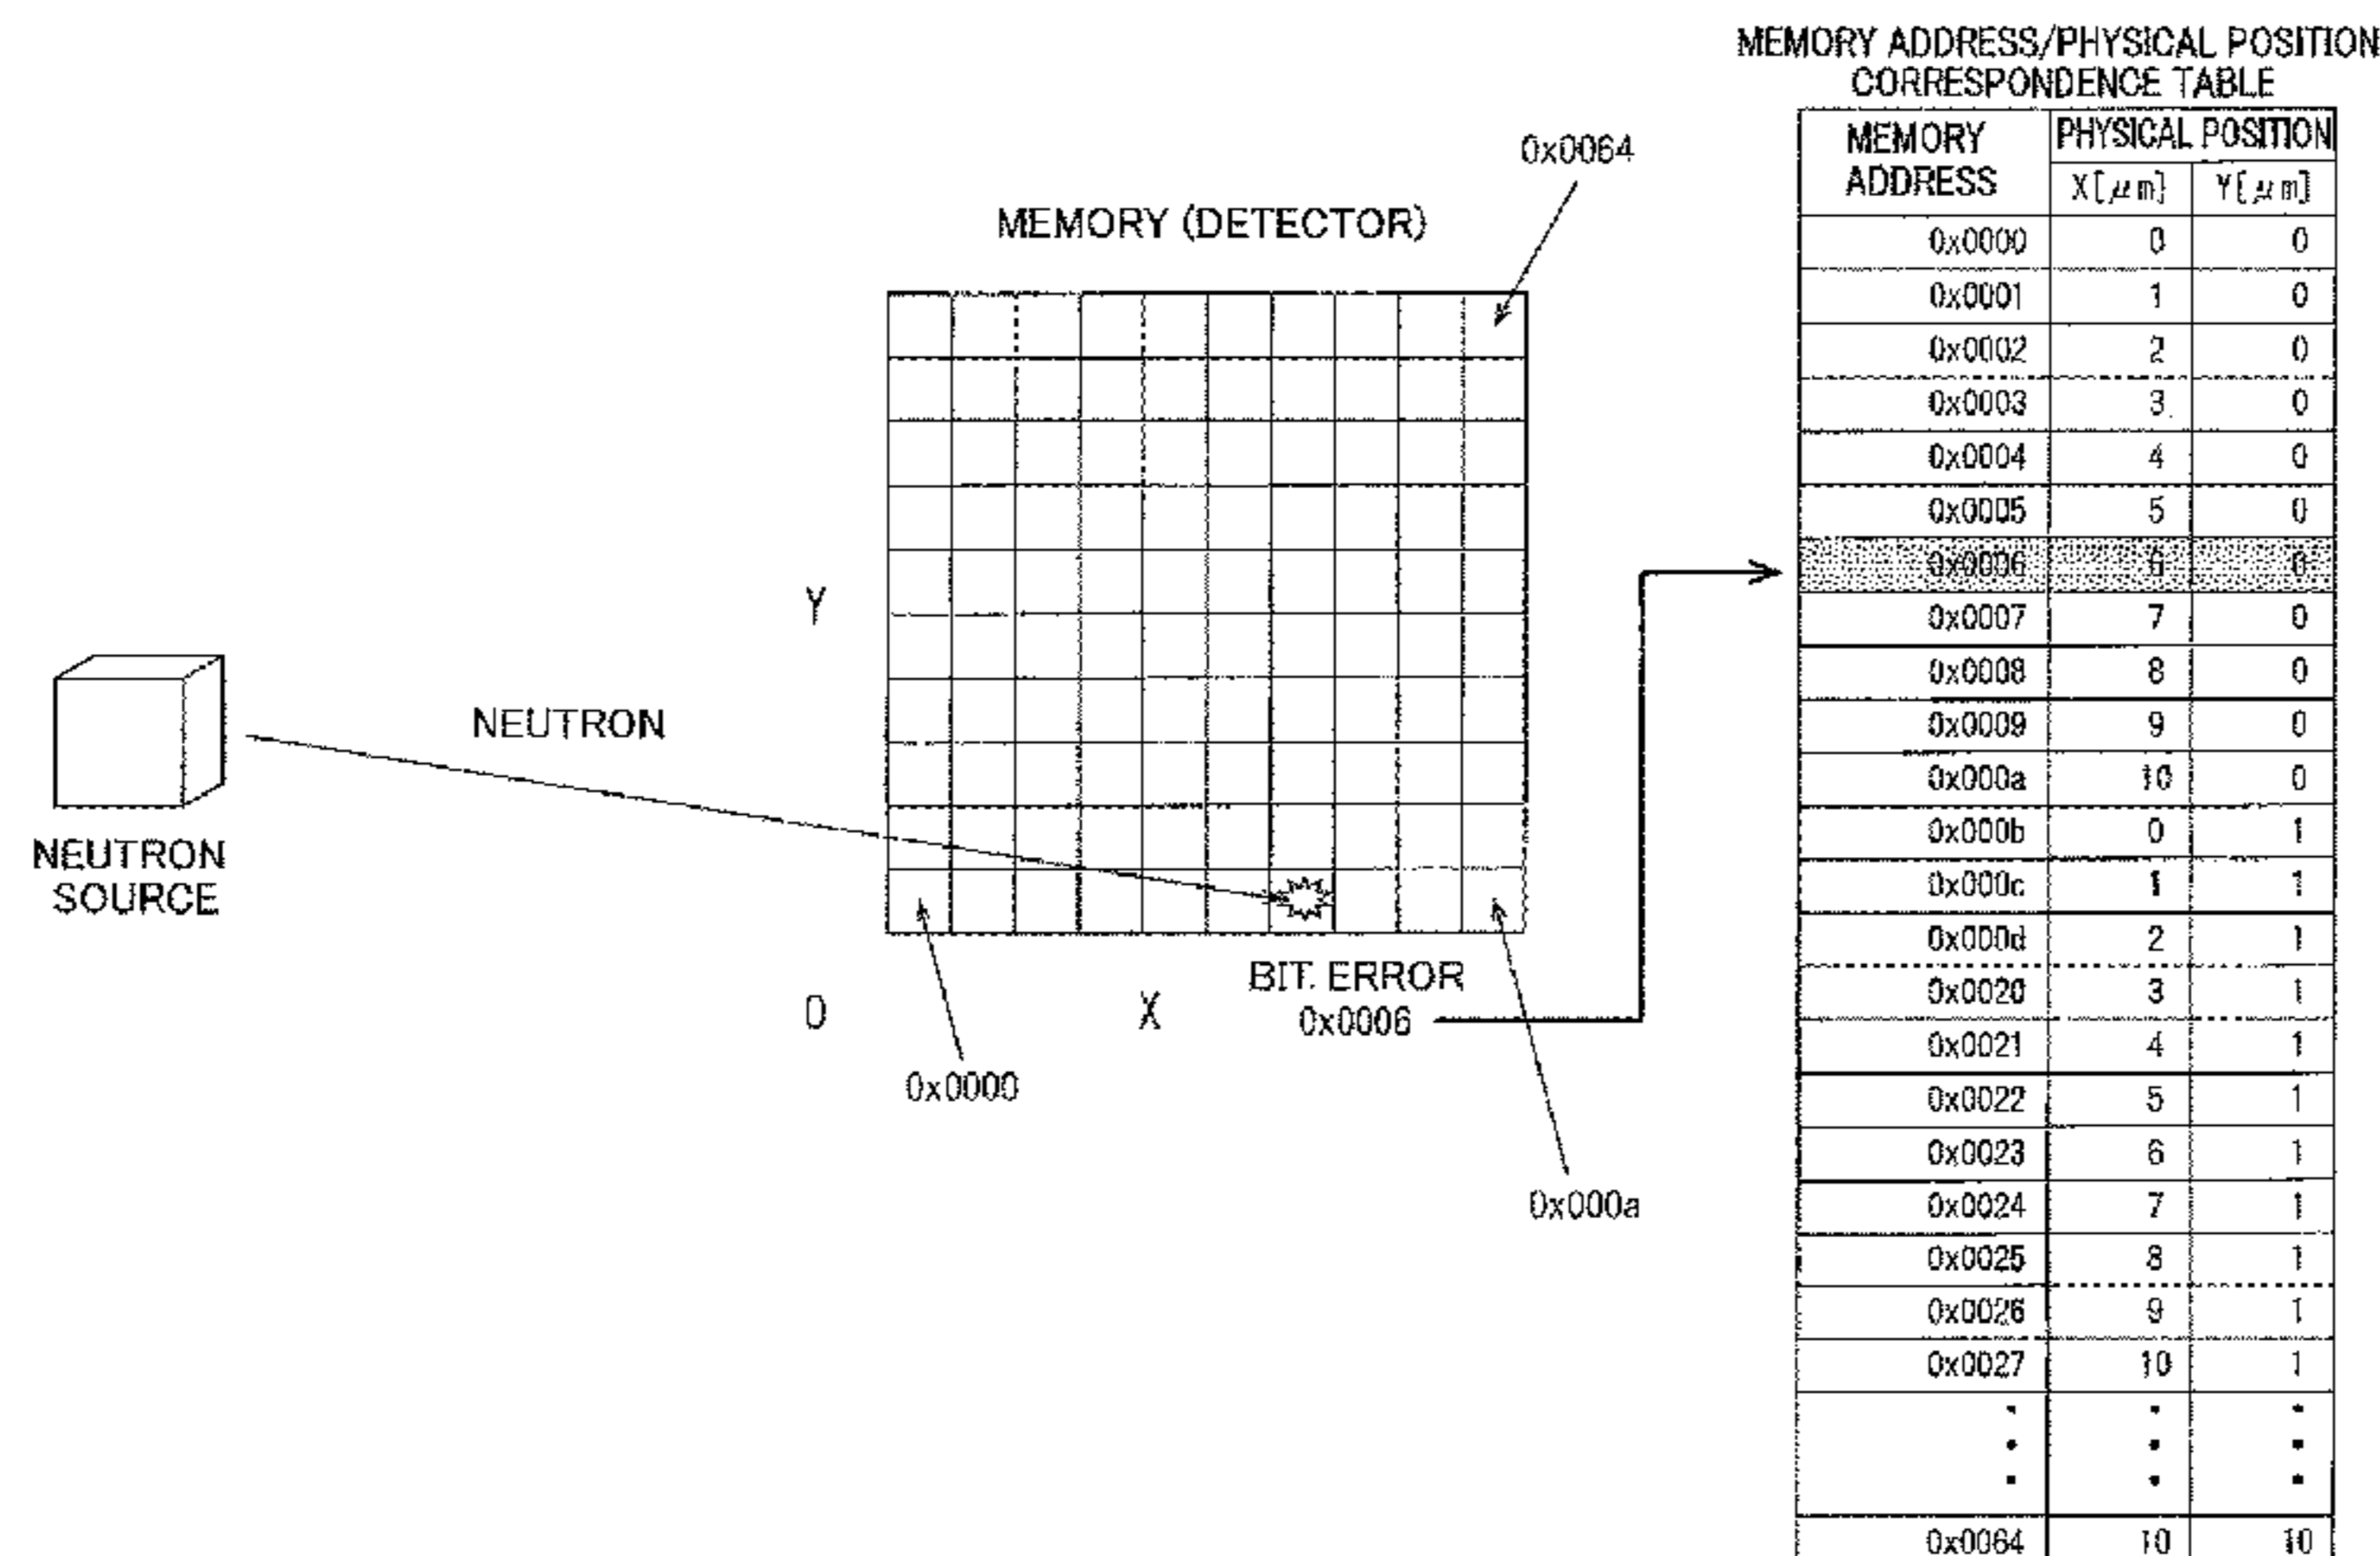 MEMORY ADDRESS/PHYSICAL POSITION
CORRESPONDENCE TABLE
MEMORY ADDRESS PHYSICAL POSITION
X[μm] Y[μm]
0x0000 0 0
0x0001 1 0
0x0002 2 0
0x0003 3 0
0x0004 4 0
0x0005 5 0
0x0006 6 0
0x0007 7 0
0x0008 8 0
0x0009 9 0
0x000a 10 0
0x000b 0 1
0x000c 1 1
0x000d 2 1
0x0020 3 1
0x0021 4 1
0x0022 5 1
0x0023 6 1
0x0024 7 1
0x0025 8 1
0x0026 9 1
0x0027 10 1
0x0064 10 10
0x0064
MEMORY (DETECTOR)
Y
NEUTRON
NEUTRON
SOURCE
0
X
BIT. ERROR
0x0006
0x0000
0x000a